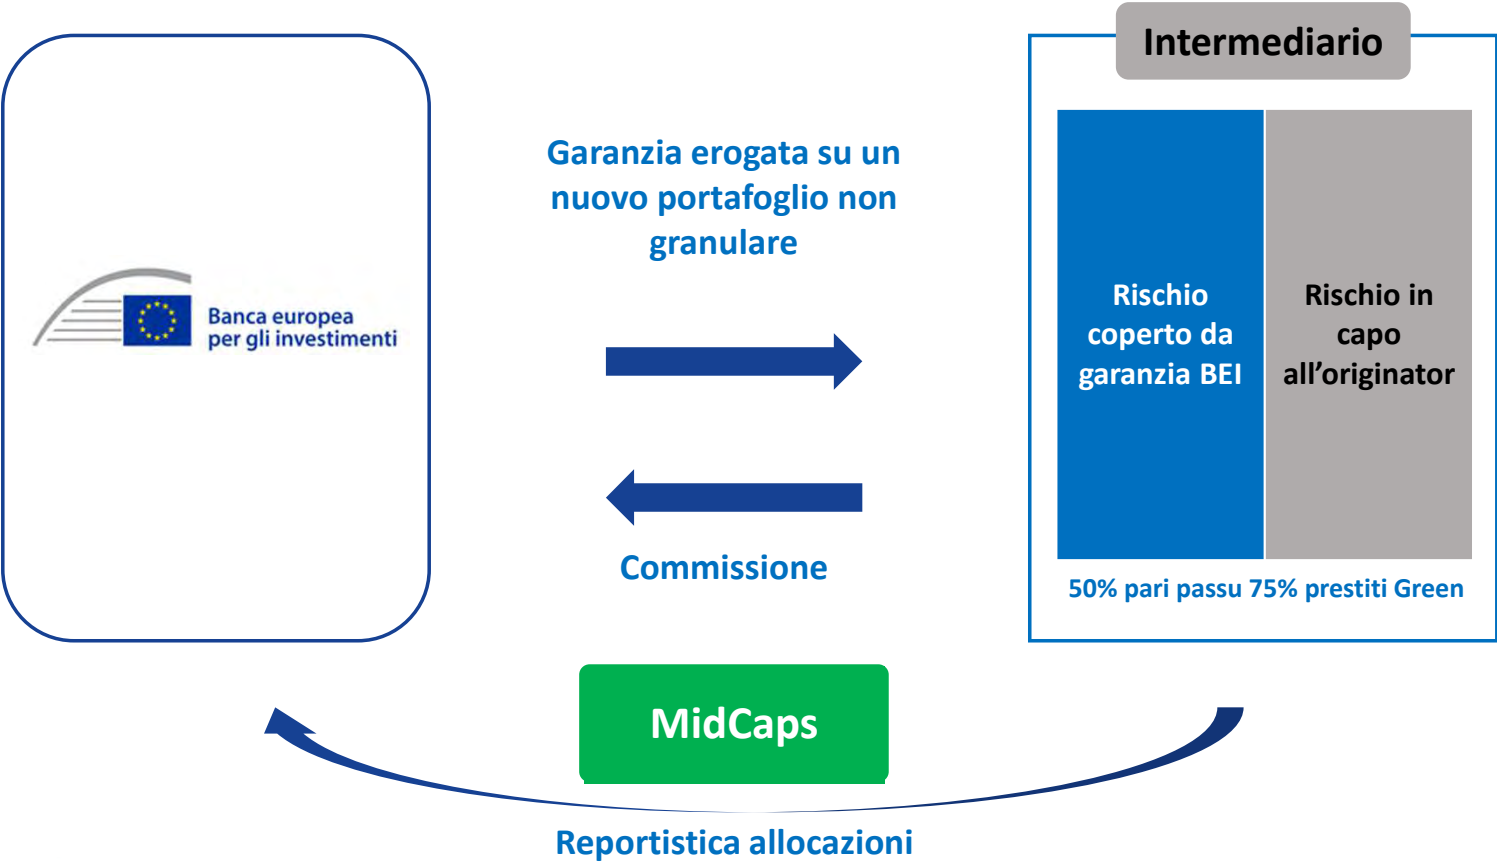 Intermediario
Garanzia erogata su un
nuovo portafoglio non
granulare
Banca europea
per gli investimenti
Rischio
coperto da
garanzia BEI
Rischio in
capo
all’originator
Commissione
50% pari passu 75% prestiti Green
MidCaps
Reportistica allocazioni